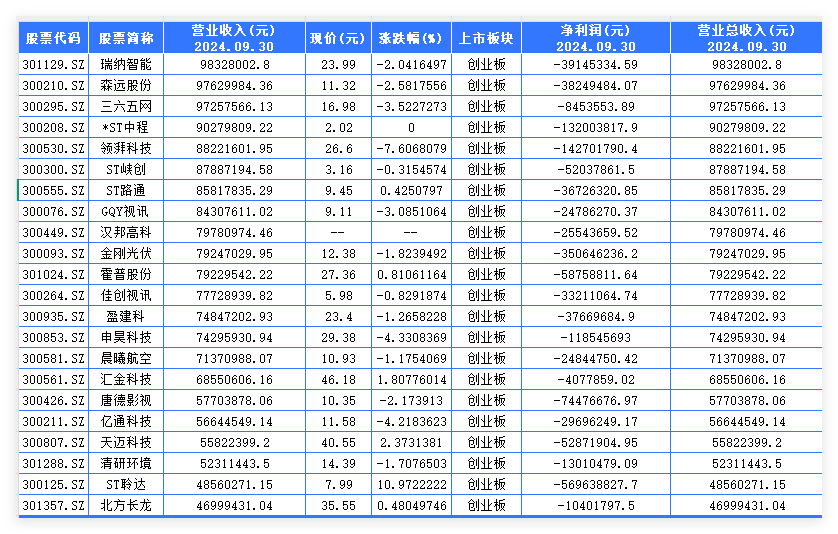 股票代码 股票简称 营业收入(元) 2024.09.30 现价(元) 涨跌幅(%) 上市板块 净利润(元) 2024.09.30 营业总收入(元) 2024.09.30
301129.SZ 瑞纳智能 98328002.8 23.99 -2.0416497 创业板 -39145334.59 98328002.8
300210.SZ 森远股份 97629984.36 11.32 -2.5817556 创业板 -38249484.07 97629984.36
300295.SZ 三六五网 97257566.13 16.98 -3.5227273 创业板 -8453553.89 97257566.13
300208.SZ *ST中程 90279809.22 2.02 0 创业板 -132003817.9 90279809.22
300530.SZ 领湃科技 88221601.95 26.6 -7.6068079 创业板 -142701790.4 88221601.95
300300.SZ ST峡创 87887194.58 3.16 -0.3154574 创业板 -52037861.5 87887194.58
300555.SZ ST路通 85817835.29 9.45 0.4250797 创业板 -36726320.85 85817835.29
300076.SZ GQY视讯 84307611.02 9.11 -3.0851064 创业板 -24786270.37 84307611.02
300449.SZ 汉邦高科 79780974.46 -- -- 创业板 -25543659.52 79780974.46
300093.SZ 金刚光伏 79247029.95 12.38 -1.8239492 创业板 -350646236.2 79247029.95
301024.SZ 霍普股份 79229542.22 27.36 0.81061164 创业板 -58758811.64 79229542.22
300264.SZ 佳创视讯 77728939.82 5.98 -0.8291874 创业板 -33211064.74 77728939.82
300935.SZ 盈建科 74847202.93 23.4 -1.2658228 创业板 -37669684.9 74847202.93
300853.SZ 申昊科技 74295930.94 29.38 -4.3308369 创业板 -118545693 74295930.94
300581.SZ 晨曦航空 71370988.07 10.93 -1.1754069 创业板 -24844750.42 71370988.07
300561.SZ 汇金科技 68550606.16 46.18 1.80776014 创业板 -4077859.02 68550606.16
300426.SZ 唐德影视 57703878.06 10.35 -2.173913 创业板 -74476676.97 57703878.06
300211.SZ 亿通科技 56644549.14 11.58 -4.2183623 创业板 -29696249.17 56644549.14
300807.SZ 天迈科技 55822399.2 40.55 2.3731381 创业板 -52871904.95 55822399.2
301288.SZ 清研环境 52311443.5 14.39 -1.7076503 创业板 -13010479.09 52311443.5
300125.SZ ST聆达 48560271.15 7.99 10.9722222 创业板 -569638827.7 48560271.15
301357.SZ 北方长龙 46999431.04 35.55 0.48049746 创业板 -10401797.5 46999431.04